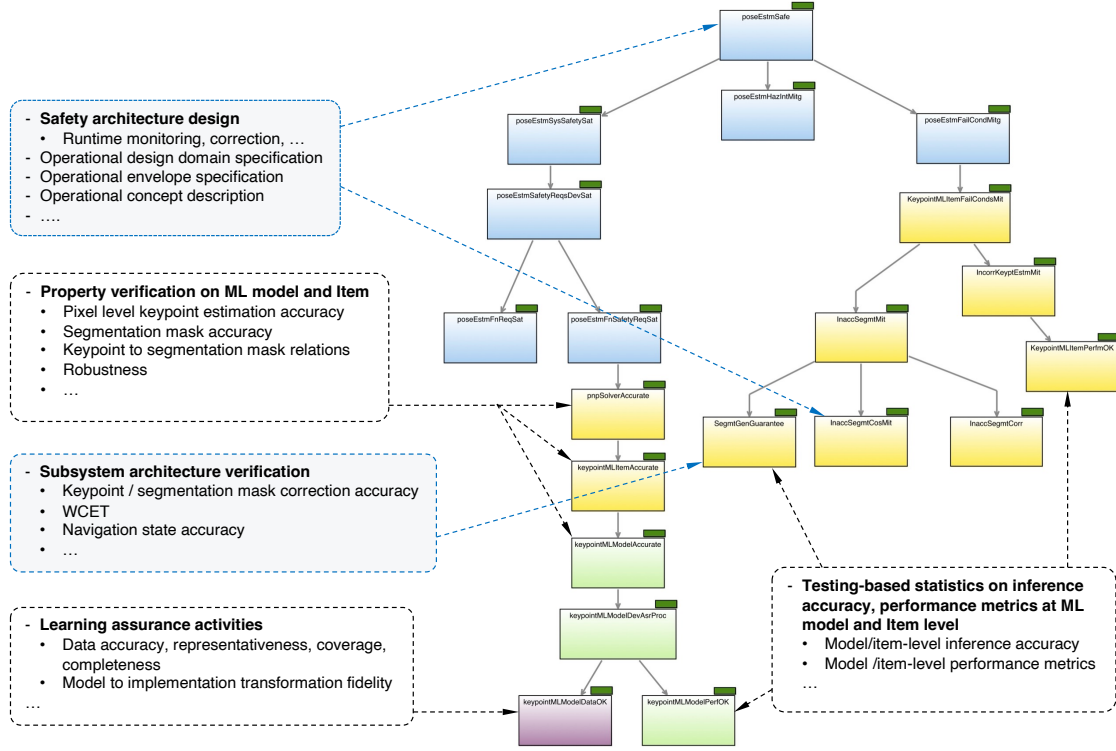 poseEstmSafe
poseEstmHazIntMitg
poseEstmSysSafetySat
poseEstmFailCondMitg
- Safety architecture design
• Runtime monitoring, correction, …
- Operational design domain specification
- Operational envelope specification
- Operational concept description
- ….
poseEstmSafetyReqsDevSat
KeypointMLItemFailCondsMit
IncorrKeyptEstmMit
- Property verification on ML model and Item
• Pixel level keypoint estimation accuracy
• Segmentation mask accuracy
• Keypoint to segmentation mask relations
• Robustness
• …
poseEstmFnReqSat
poseEstmFnSafetyReqSat
InaccSegmtMit
KeypointMLItemPerfmOK
pnpSolverAccurate
SegmtGenGuarantee
InaccSegmtCosMit
InaccSegmtCorr
- Subsystem architecture verification
• Keypoint / segmentation mask correction accuracy
• WCET
• Navigation state accuracy
• …
keypointMLItemAccurate
keypointMLModelAccurate
- Learning assurance activities
• Data accuracy, representativeness, coverage,
completeness
• Model to implementation transformation fidelity
…
keypointMLModelDevAsrProc
keypointMLModelDataOK
keypointMLModelPerfOK
- Testing-based statistics on inference
accuracy, performance metrics at ML
model and Item level
• Model/item-level inference accuracy
• Model /item-level performance metrics
…